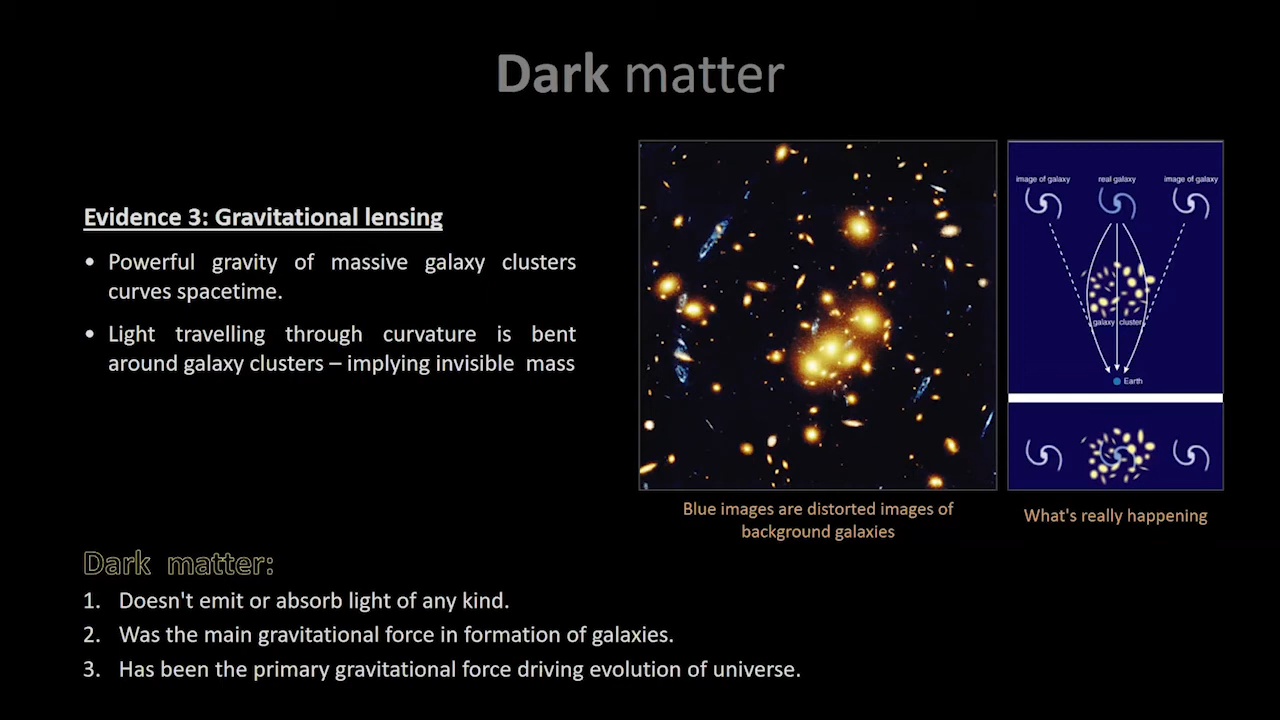 Dark matter
Evidence 3: Gravitational lensing
• Powerful gravity of massive galaxy clusters
curves spacetime.
• Light travelling through curvature is bent
around galaxy clusters – implying invisible mass
image of galaxy
real galaxy
image of galaxy
galaxy cluster
Earth
Blue images are distorted images of
background galaxies
What's really happening
Dark matter:
1. Doesn't emit or absorb light of any kind.
2. Was the main gravitational force in formation of galaxies.
3. Has been the primary gravitational force driving evolution of universe.